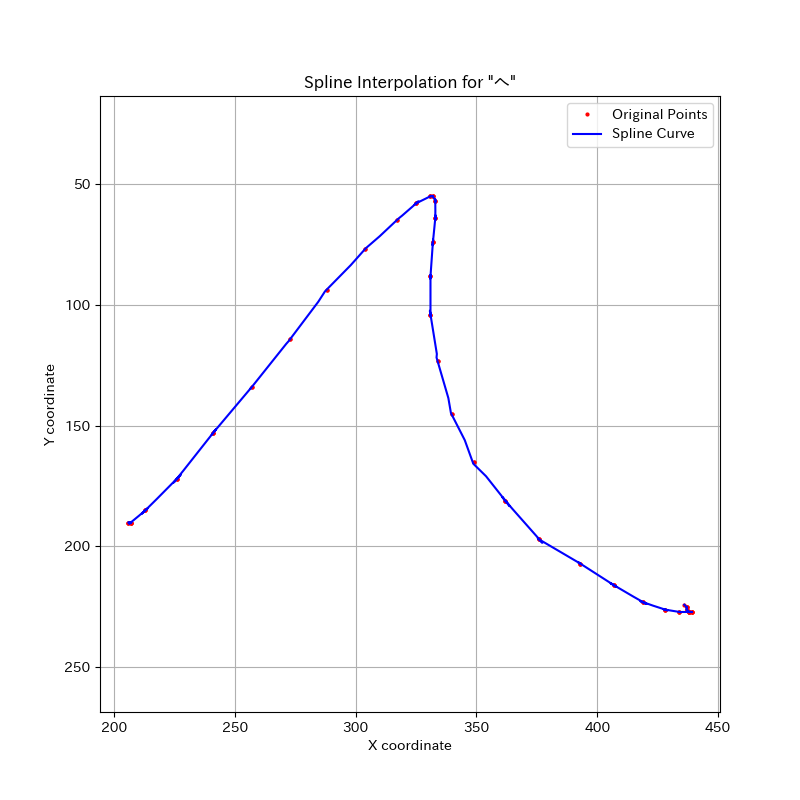 Spline Interpolation for "へ"
Original Points
Spline Curve
Y coordinate
50
100
150
200
250
200 250 300 350 400 450
X coordinate